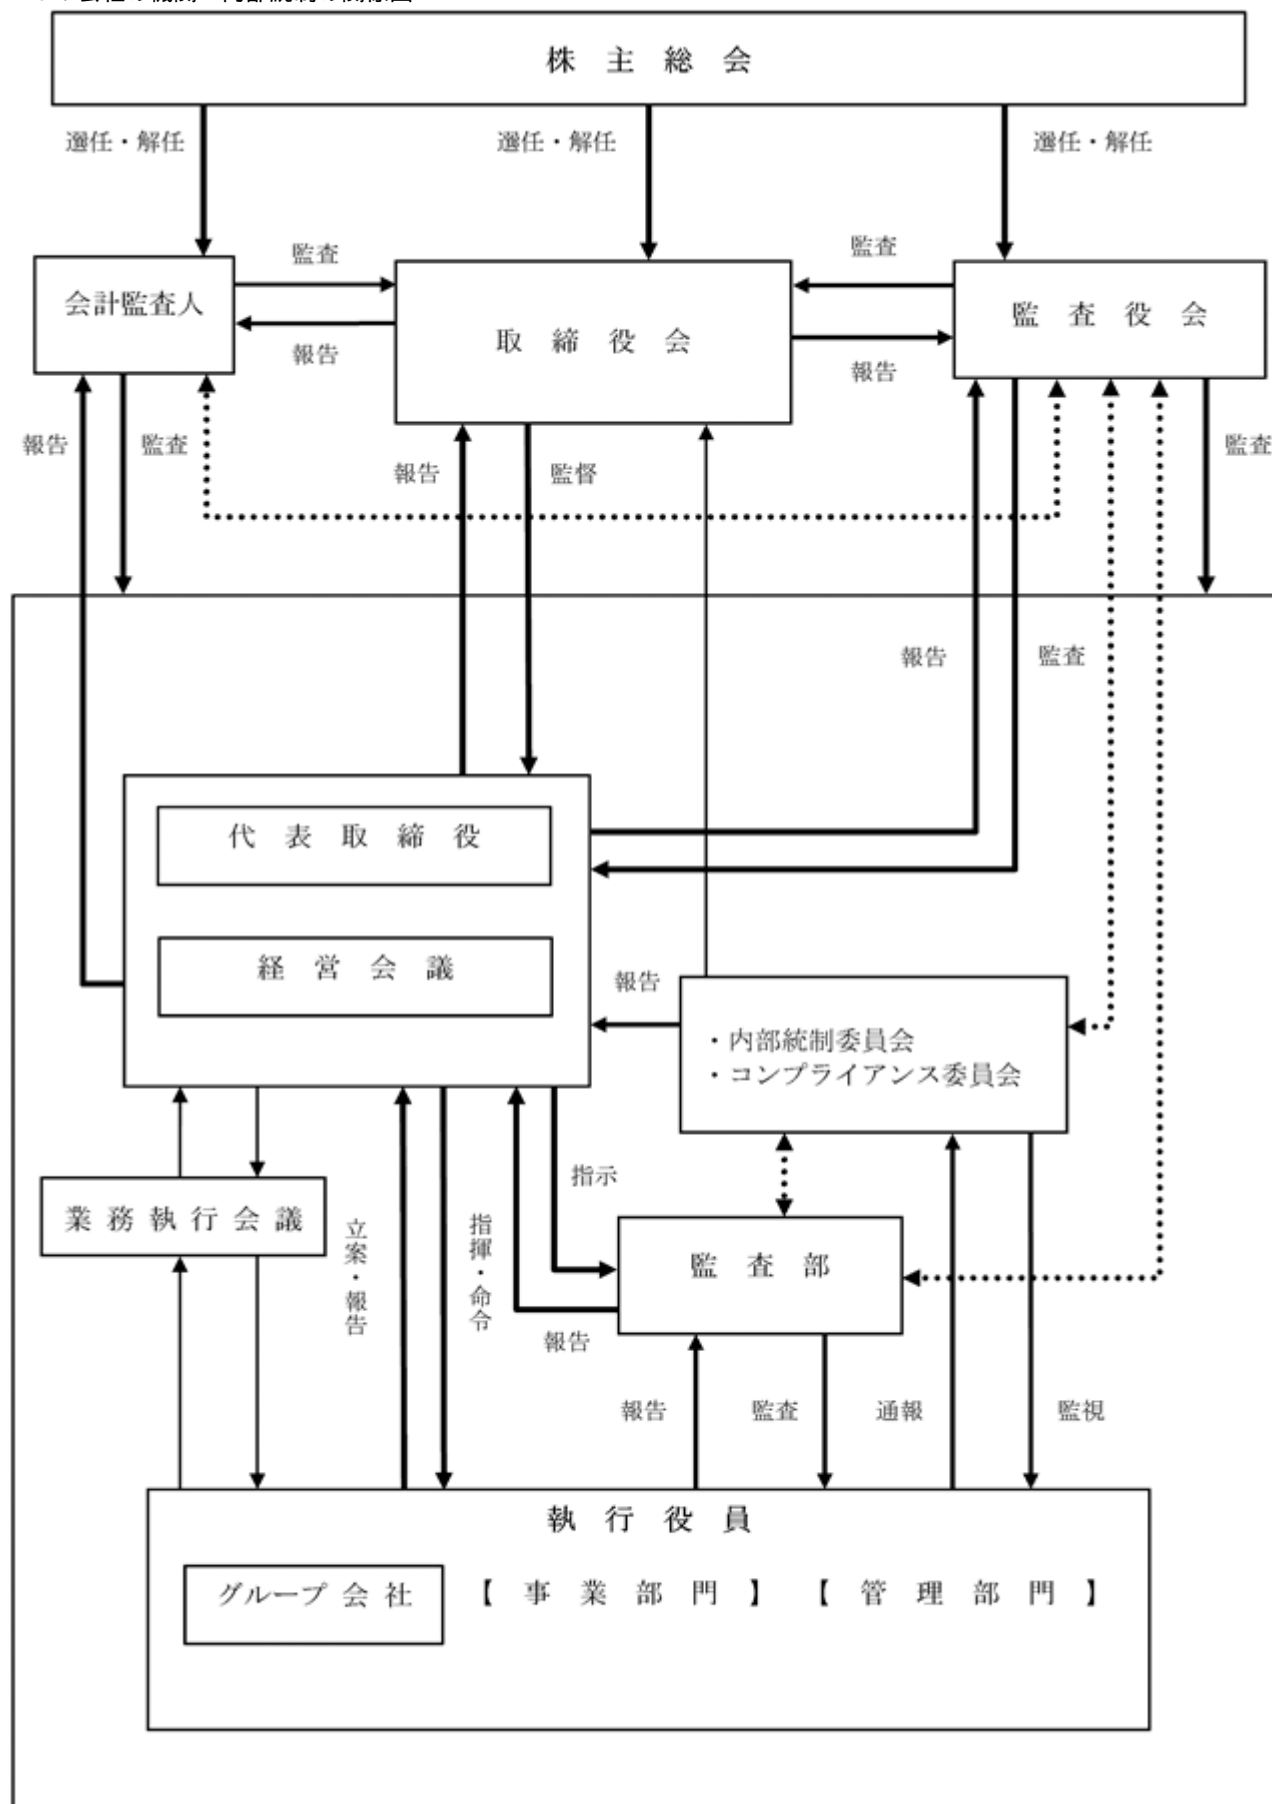 株主総会
選任・解任
選任・解任
選任・解任
監査
監査
会計監査人
取締役会
監査役会
報告
報告
報告
監査
報告
監督
監査
報告
監査
代表取締役
経営会議
報告
・内部統制委員会
・コンプライアンス委員会
指示
業務執行会議
立案・報告
指揮・命令
監査部
報告
報告
監査
通報
監視
執行役員
グループ会社
【事業部門】
【管理部門】